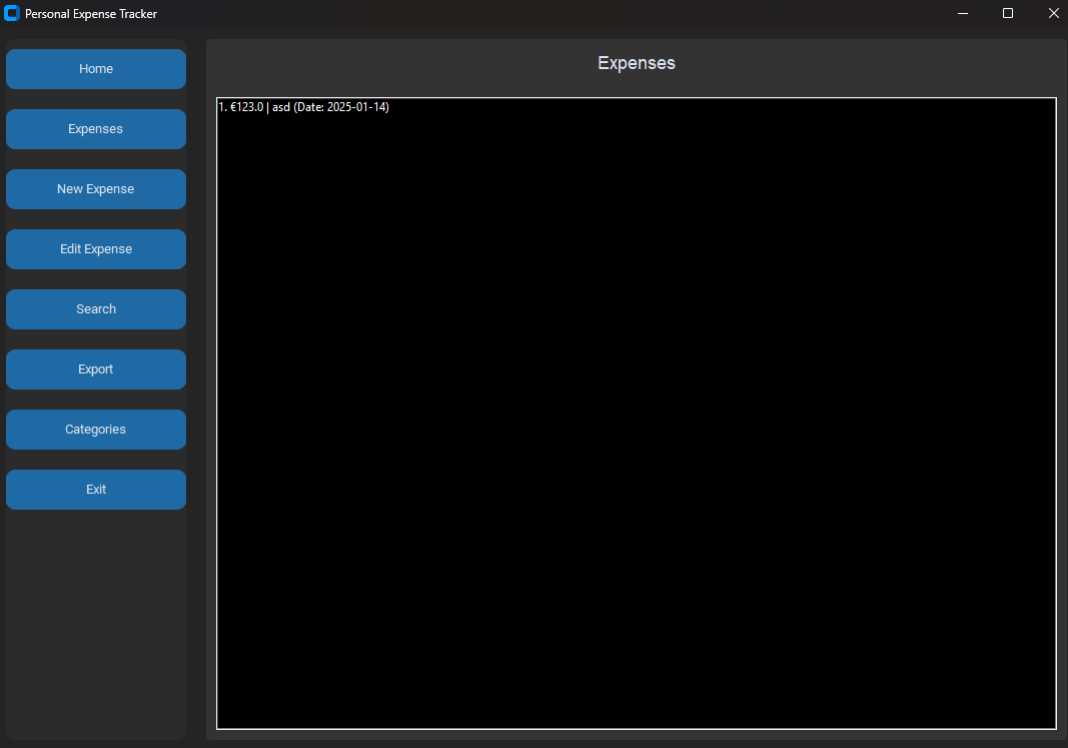 Personal Expense Tracker
Home
Expenses
New Expense
Edit Expense
Search
Export
Categories
Exit
Expenses
1. €123.0 | asd (Date: 2025-01-14)